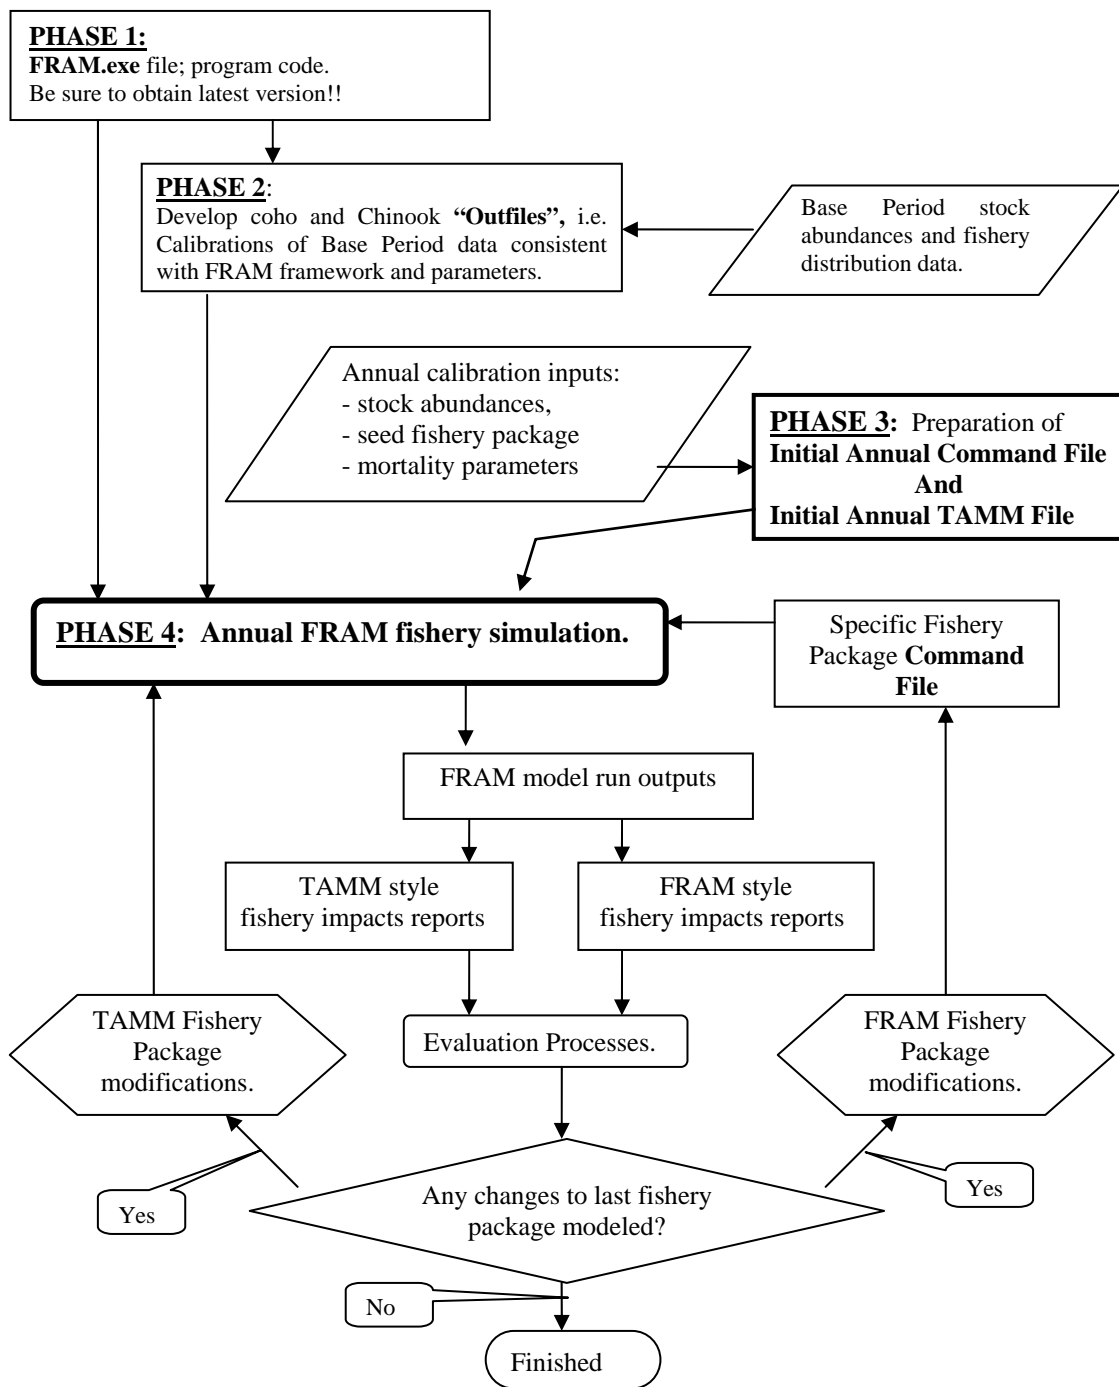 PHASE 1:
FRAM.exe file; program code.
Be sure to obtain latest version!!
PHASE 2:
Develop coho and Chinook “Outfiles”, i.e.
Calibrations of Base Period data consistent
with FRAM framework and parameters.
Base Period stock
abundances and fishery
distribution data.
Annual calibration inputs:
- stock abundances,
- seed fishery package
- mortality parameters
PHASE 3: Preparation of
Initial Annual Command File
And
Initial Annual TAMM File
PHASE 4: Annual FRAM fishery simulation.
Specific Fishery
Package Command
File
FRAM model run outputs
TAMM style
fishery impacts reports
FRAM style
fishery impacts reports
TAMM Fishery
Package
modifications.
Evaluation Processes.
FRAM Fishery
Package
modifications.
Yes
Any changes to last fishery
package modeled?
Yes
No
Finished